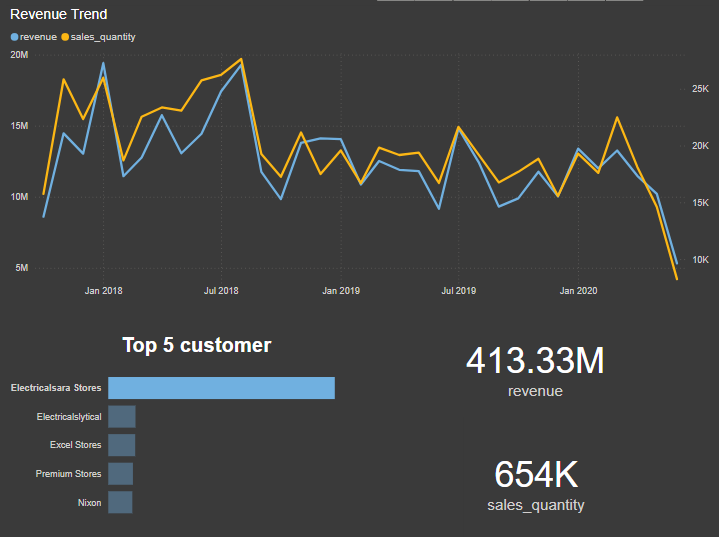 Revenue Trend
revenue sales_quantity
20M
25K
15M
20K
10M
15K
5M
10K
Jan 2018 Jul 2018 Jan 2019 Jul 2019 Jan 2020
Top 5 customer
Electricalsara Stores
Electricalslytical
Excel Stores
Premium Stores
Nixon
413.33M
revenue
654K
sales_quantity